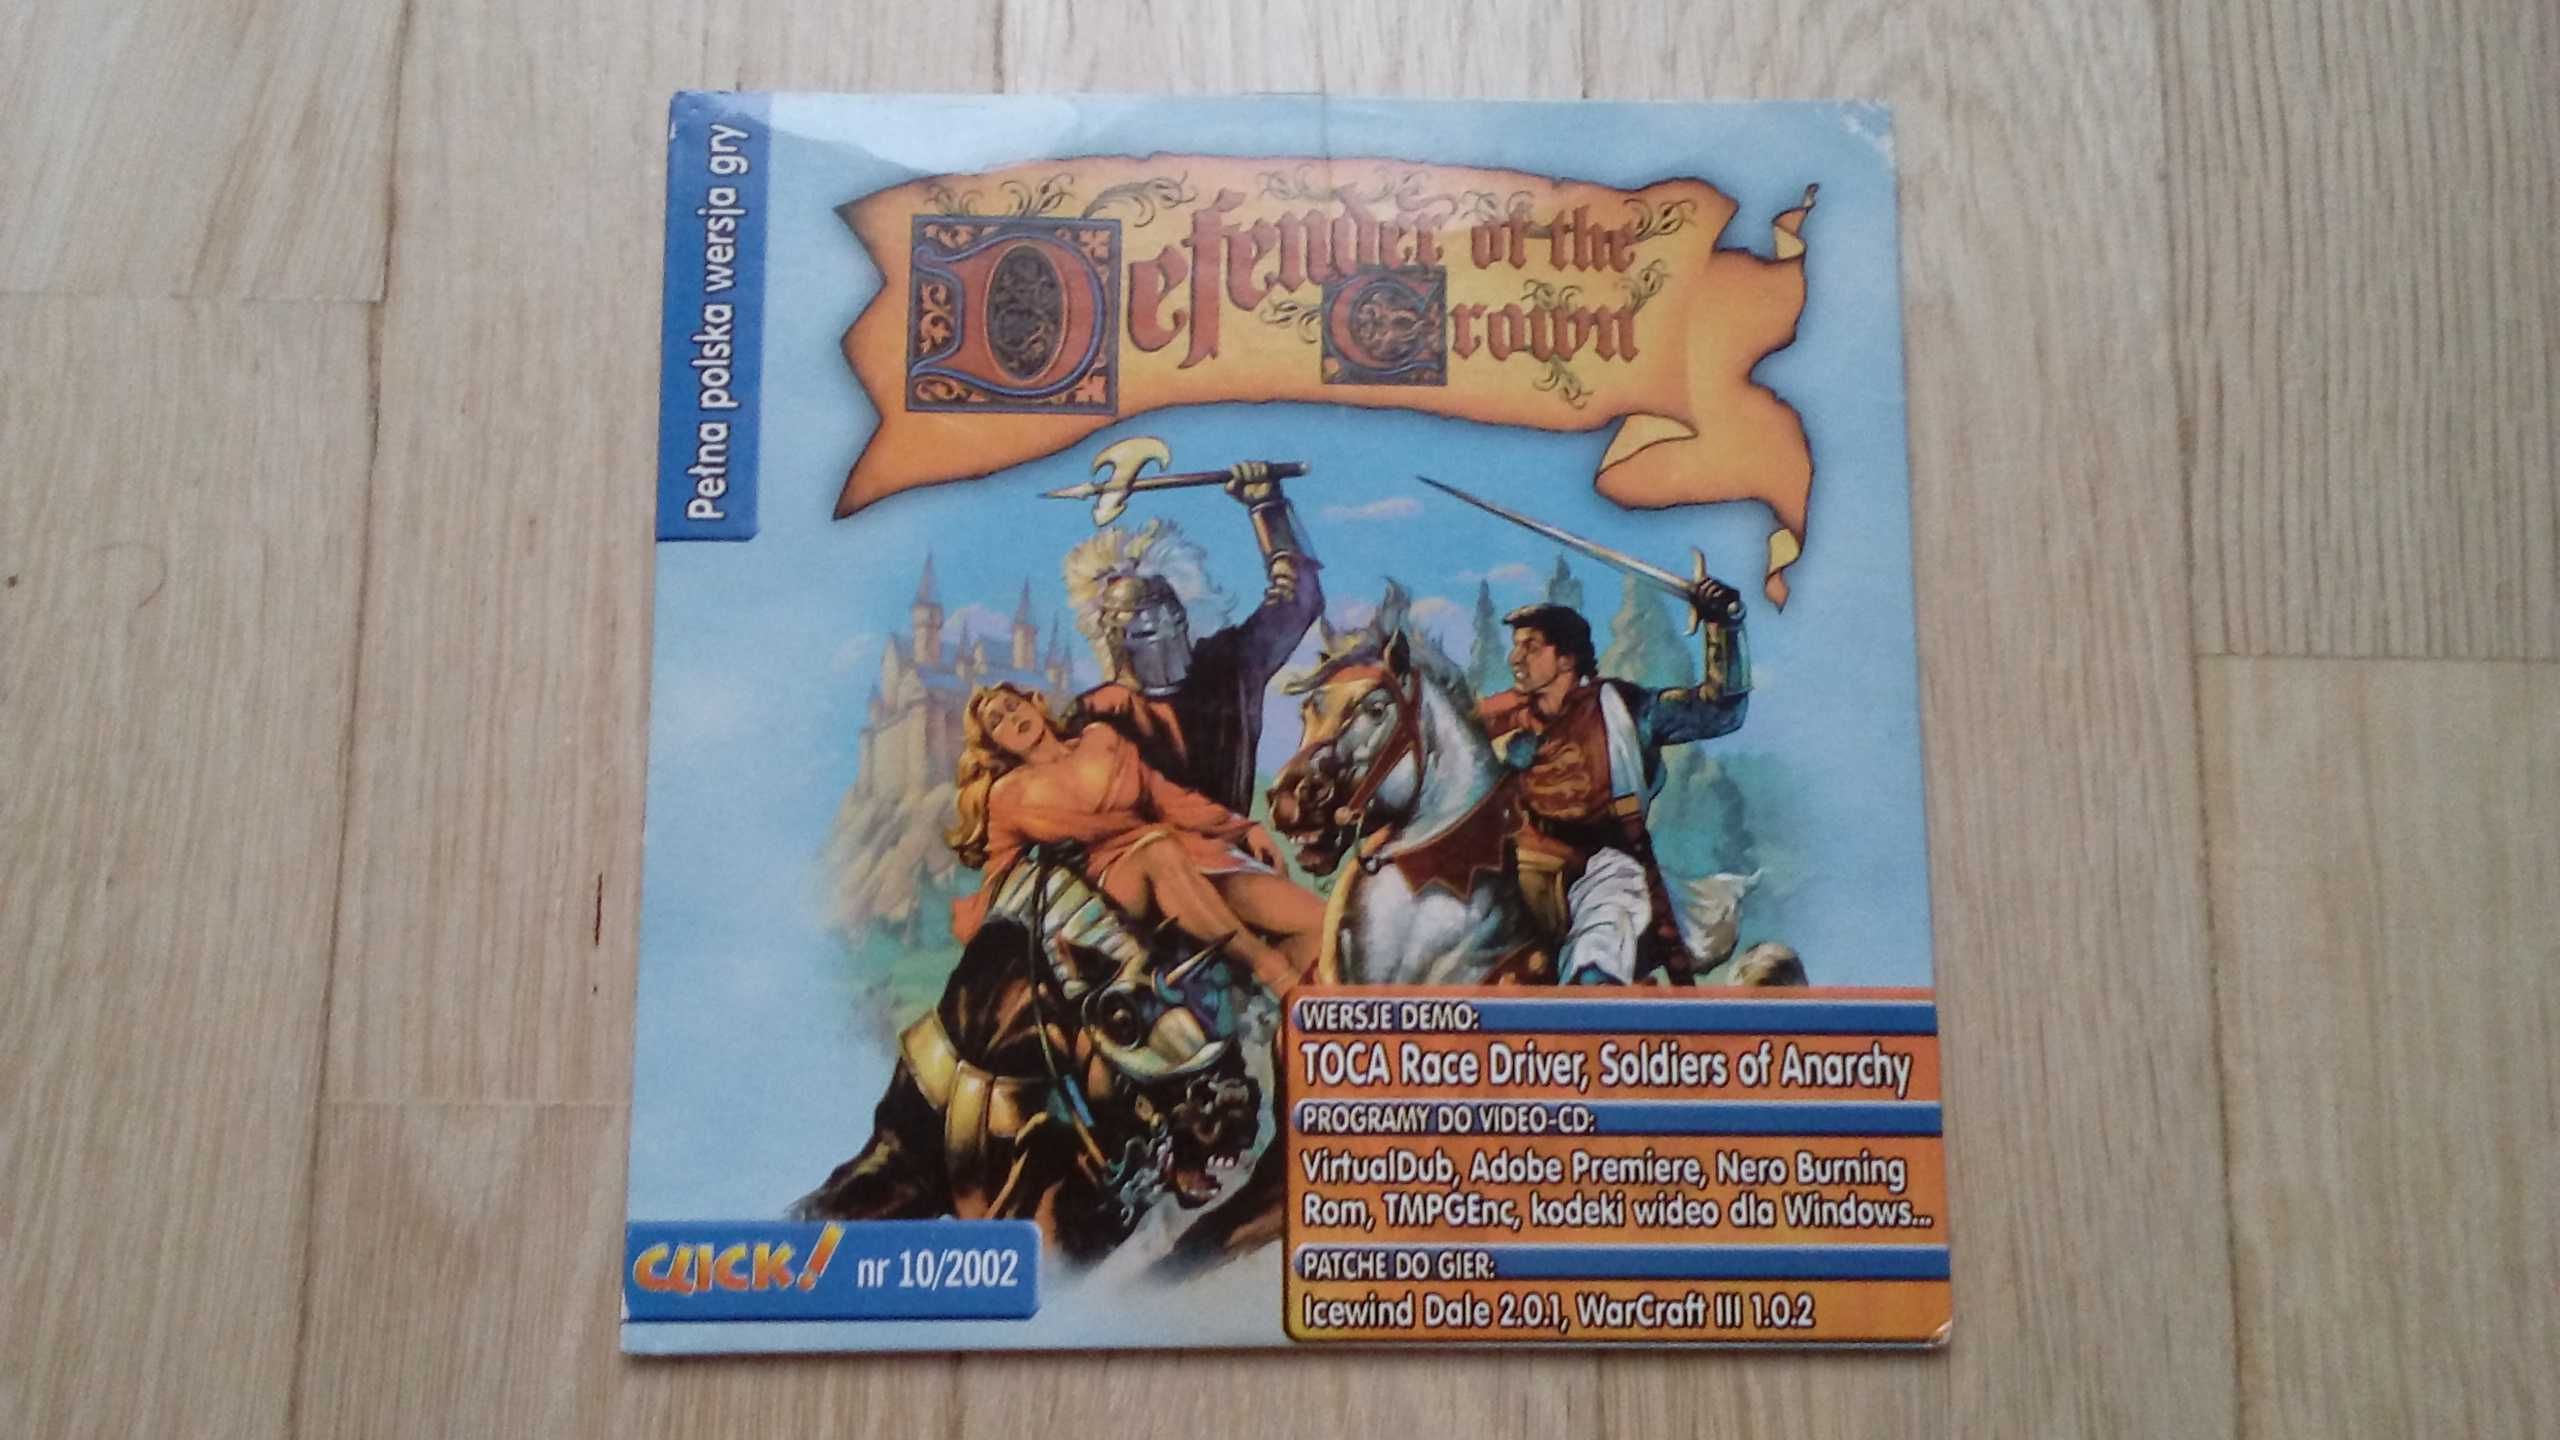 Pełna polska wersja gry
Defender of the
Crown
WERSJE DEMO:
TOCA Race Driver, Soldiers of Anarchy
PROGRAMY DO VIDEO-CD:
VirtualDub, Adobe Premiere, Nero Burning
Rom, TMPGEnc, kodeki wideo dla Windows...
PATCHE DO GIER:
Icewind Dale 2.0.1, WarCraft III 1.0.2
CLICK! nr 10/2002